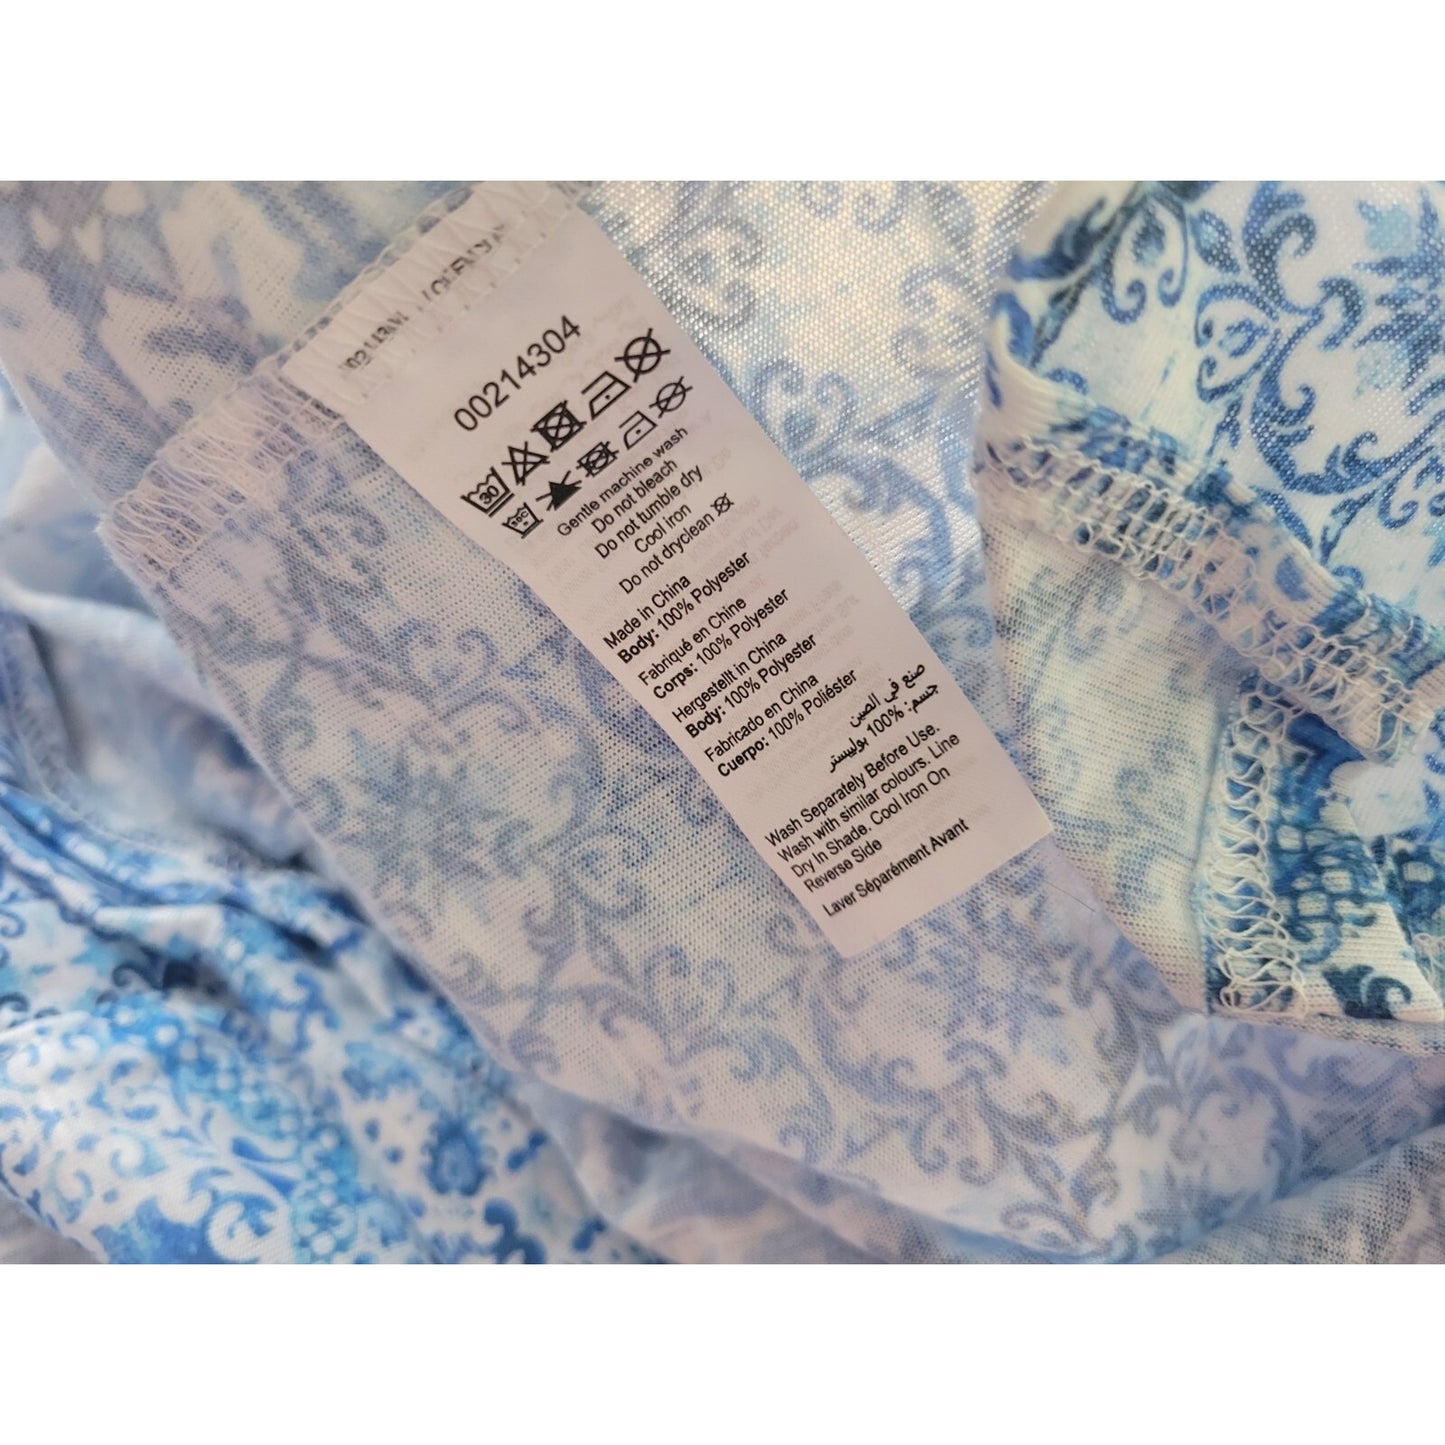 00214304
30
30C
Gentle machine wash
Do not bleach
Do not tumble dry
Cool iron
Do not dryclean
Made in China
Body: 100% Polyester
Fabriqué en Chine
Corps: 100% Polyester
Hergestellt in China
Body: 100% Polyester
Fabricado en China
Cuerpo: 100% Poliéster
صنع في الصين
جسم: 100% بوليستر
Wash Separately Before Use.
Wash with similar colours. Line
Dry In Shade. Cool Iron On
Reverse Side
Laver Séparément Avant